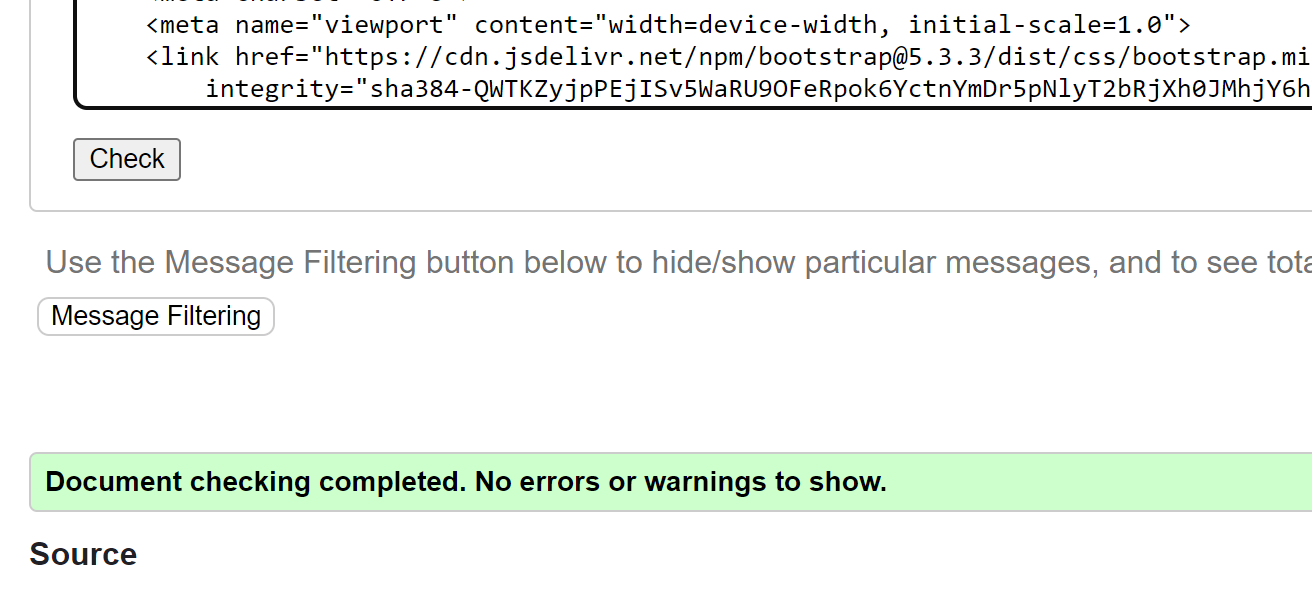 <meta name="viewport" content="width=device-width, initial-scale=1.0">
<link href="https://cdn.jsdelivr.net/npm/bootstrap@5.3.3/dist/css/bootstrap.mi
integrity="sha384-QWTKZyjpPEjISv5WaRU9OFeRpok6YctnYmDr5pNlyT2bRjXh0JMhjY6h
Check
Use the Message Filtering button below to hide/show particular messages, and to see tota
Message Filtering
Document checking completed. No errors or warnings to show.
Source